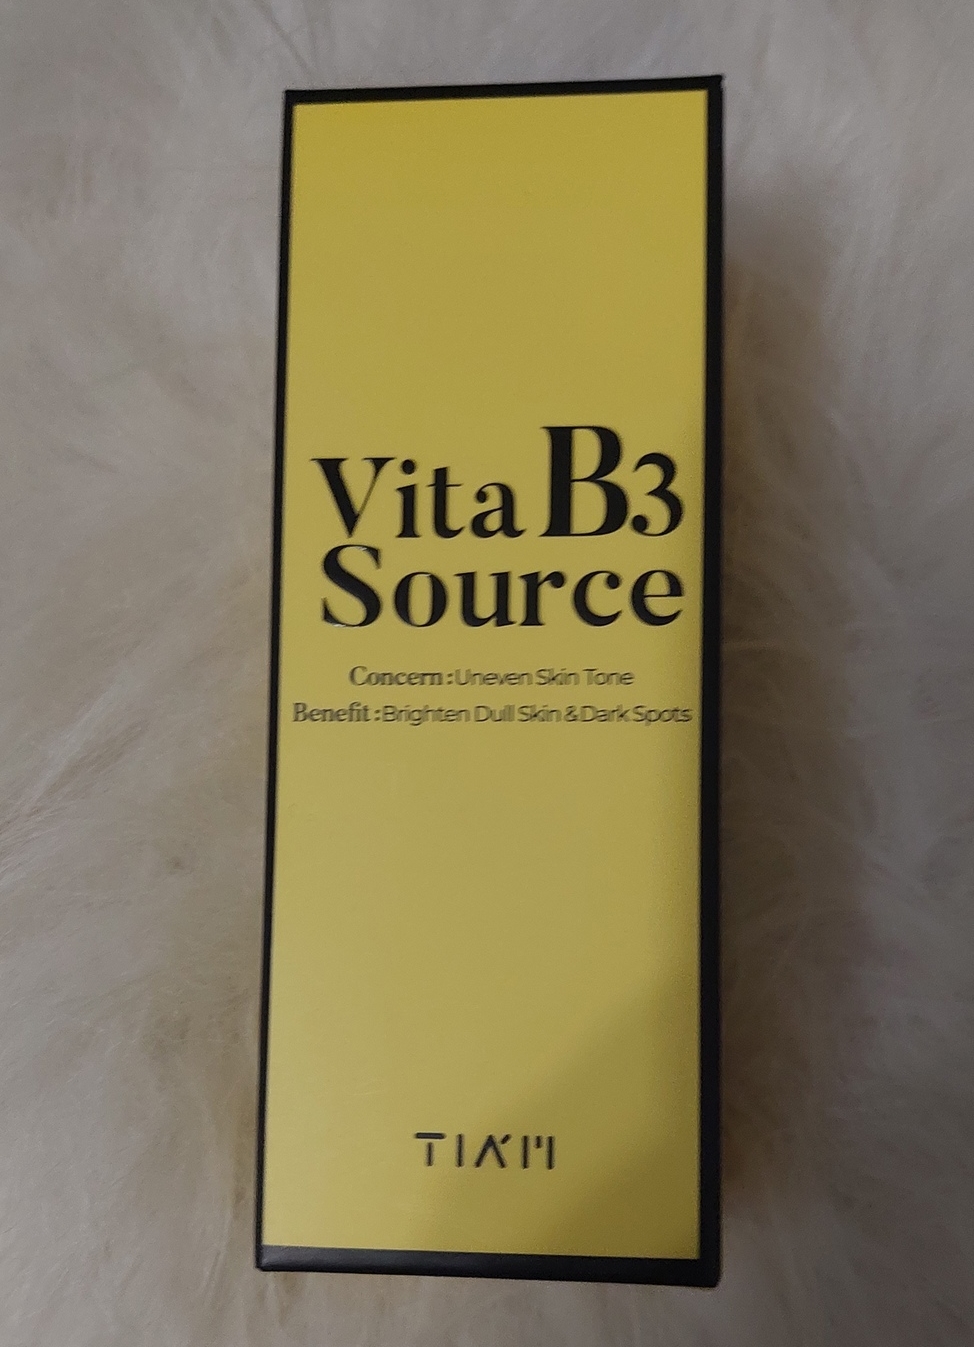 Vita B3
Source
Concern : Uneven Skin Tone
Benefit : Brighten Dull Skin & Dark Spots
TIAM